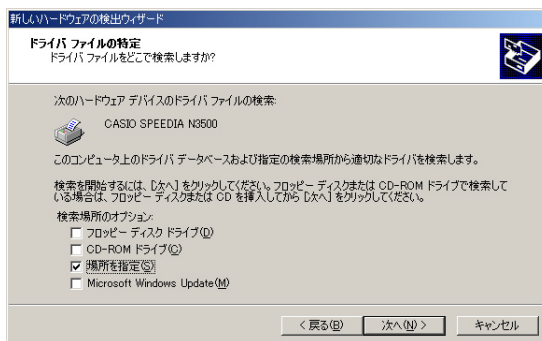 新しいハードウェアの検出ウィザード
ドライバ ファイルの特定
ドライバ ファイルをどこで検索しますか?
次のハードウェア デバイスのドライバ ファイルの検索:
CASIO SPEEDIA N3500
このコンピュータ上のドライバ データベースおよび指定の検索場所から適切なドライバを検索します。
検索を開始するには、[次へ] をクリックしてください。フロッピー ディスクまたは CD-ROM ドライブで検索して
いる場合は、フロッピー ディスクまたは CD を挿入してから [次へ] をクリックしてください。
検索場所のオプション:
フロッピー ディスク ドライブ(D)
CD-ROM ドライブ(C)
場所を指定(S)
Microsoft Windows Update(M)
< 戻る(B) 次へ(N) > キャンセル